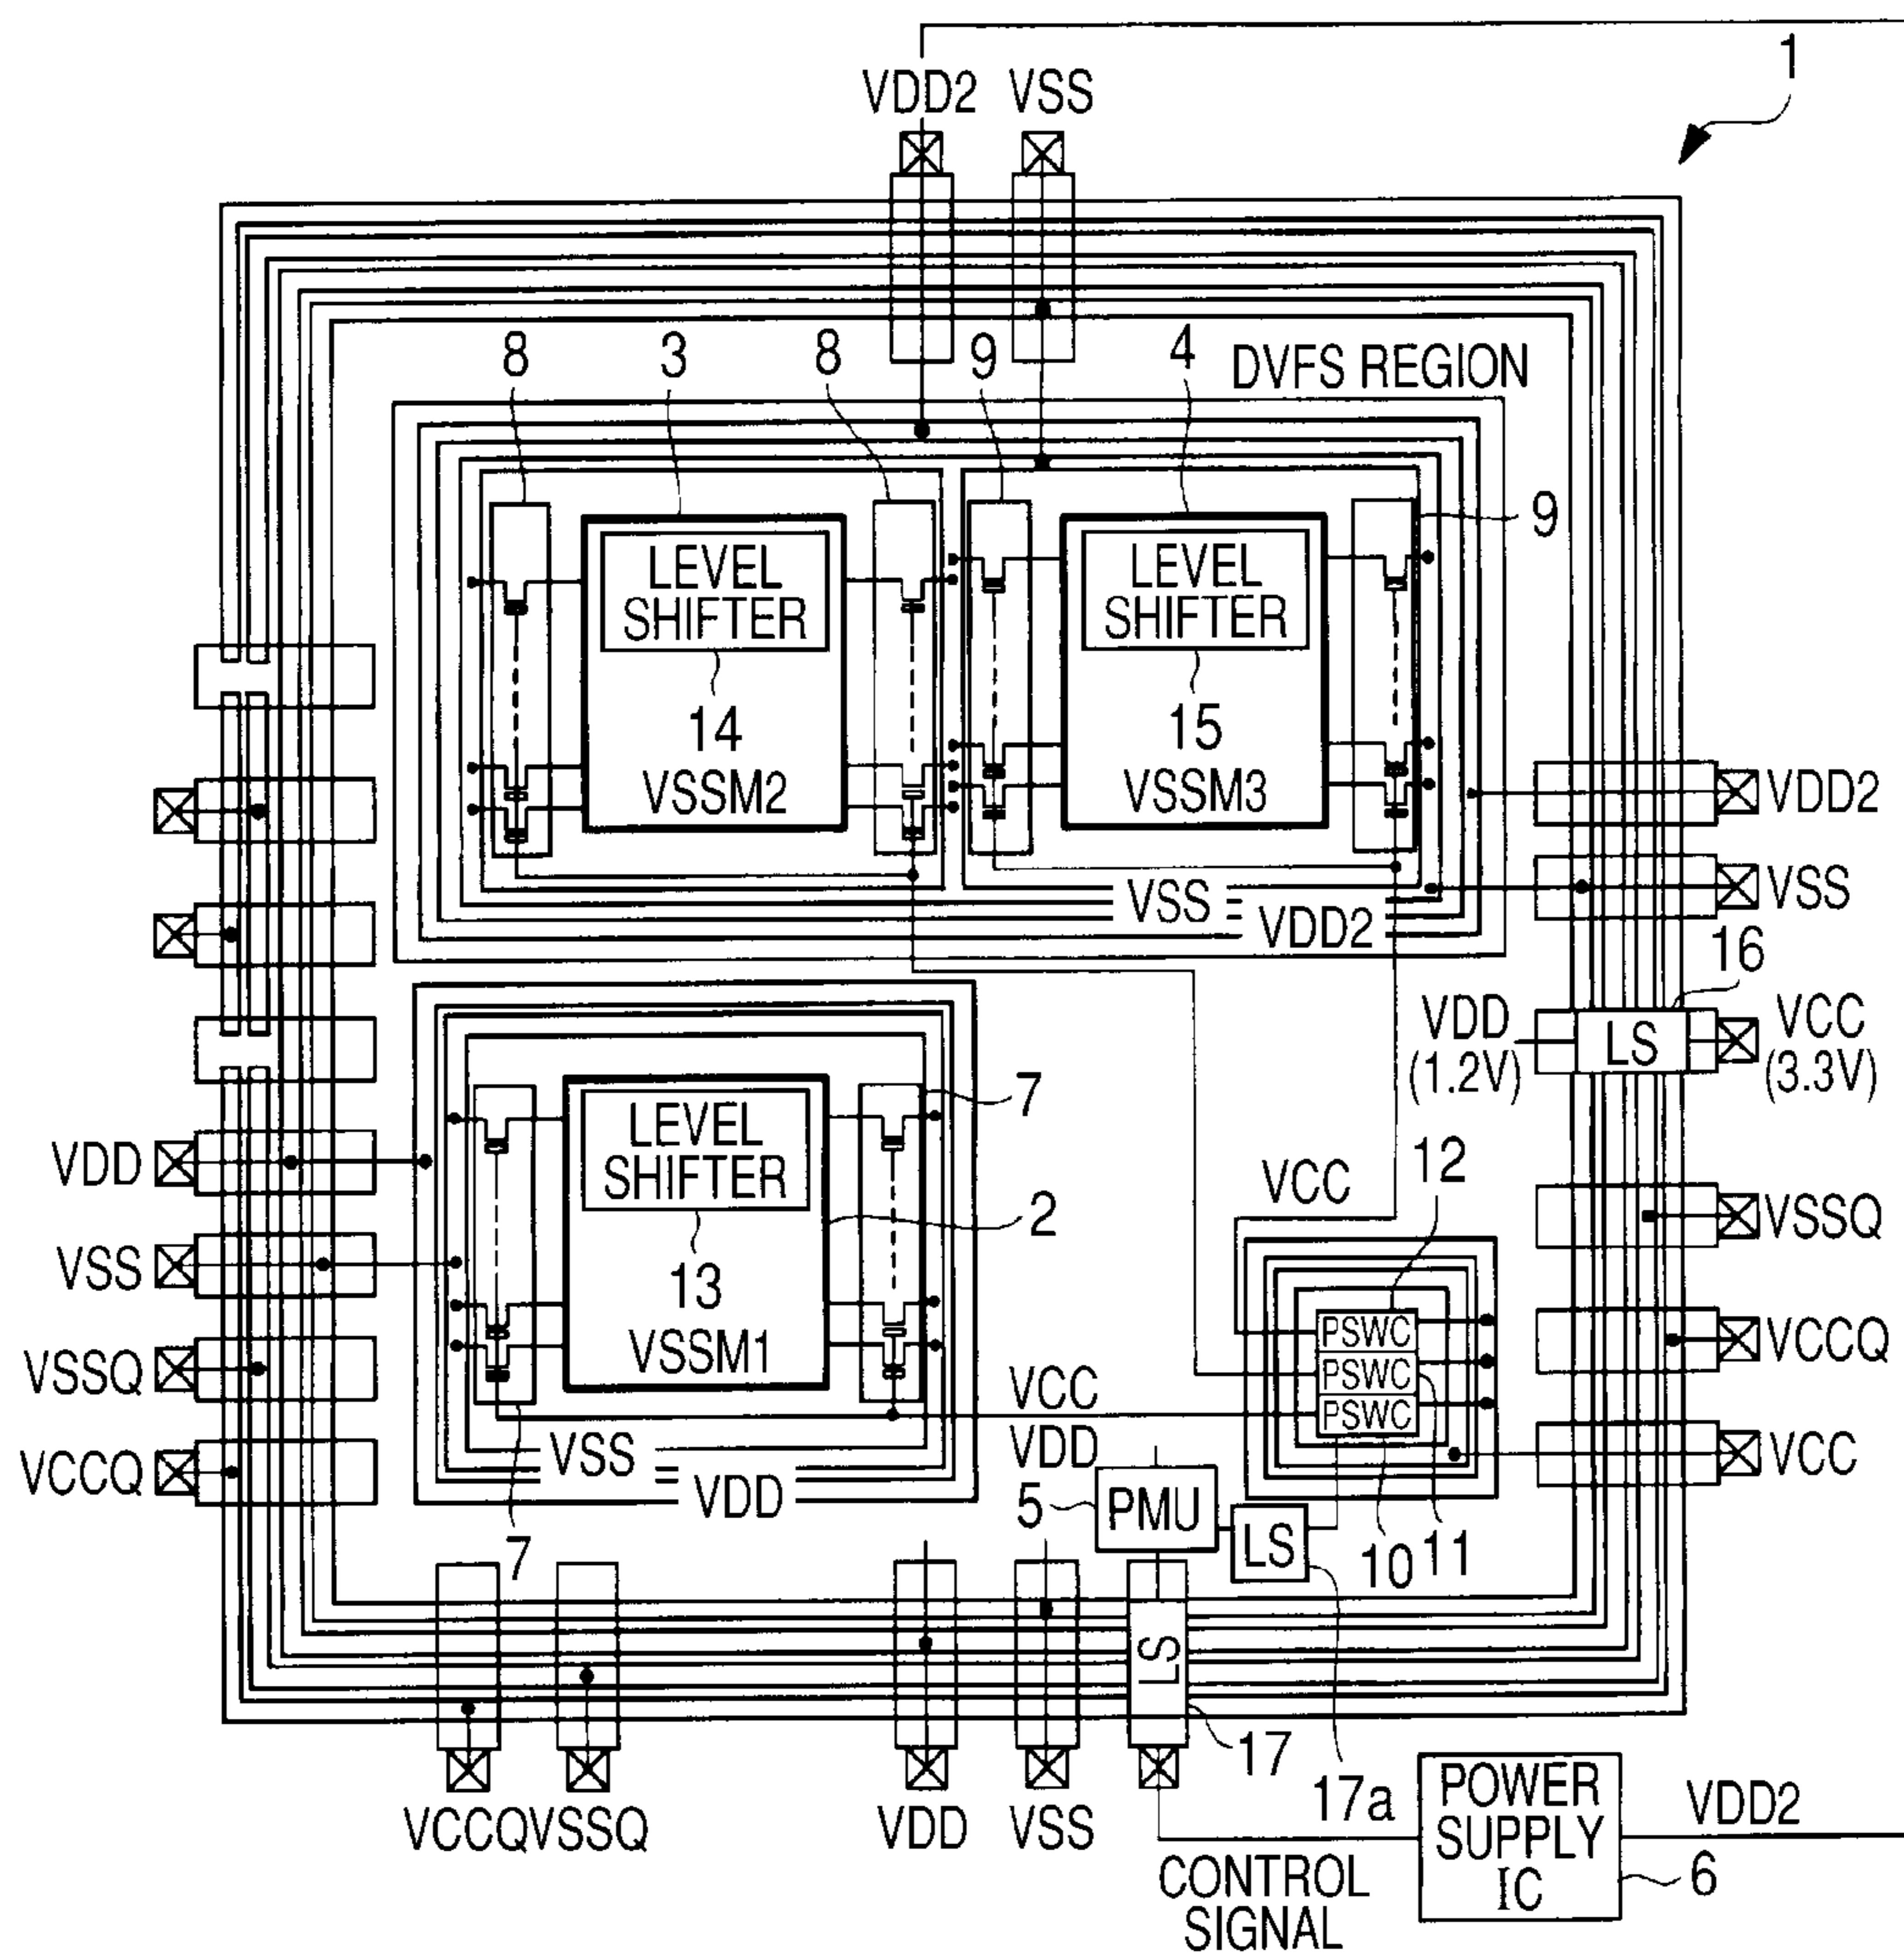 1
VDD2 VSS
8
3
8
9
4
DVFS REGION
9
LEVEL
SHIFTER
14
VSSM2
LEVEL
SHIFTER
15
VSSM3
VSS
VDD2
VDD2
VSS
16
VDD
(1.2V)
LS
VCC
(3.3V)
VDD
VSS
VSSQ
VCCQ
7
LEVEL
SHIFTER
13
VSSM1
2
VSS
VDD
7
VCC
12
PSWC
PSWC
PSWC
VCC
VDD
5
PMU
LS
10
11
VSSQ
VCCQ
VCC
LS
17
17a
VCCQ
VSSQ
VDD
VSS
CONTROL
SIGNAL
POWER
SUPPLY
IC
VDD2
6